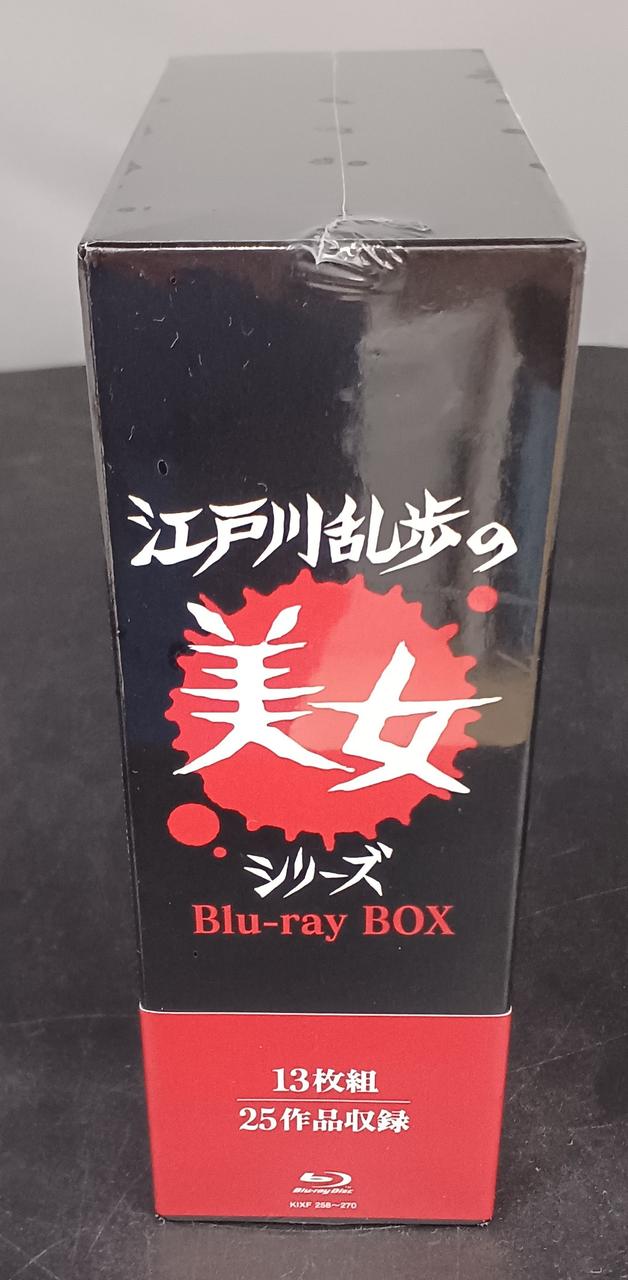 江戸川乱歩の
美女
シリーズ
Blu-ray BOX
13枚組
25作品収録
Blu-ray Disc
KIXF 258〜270